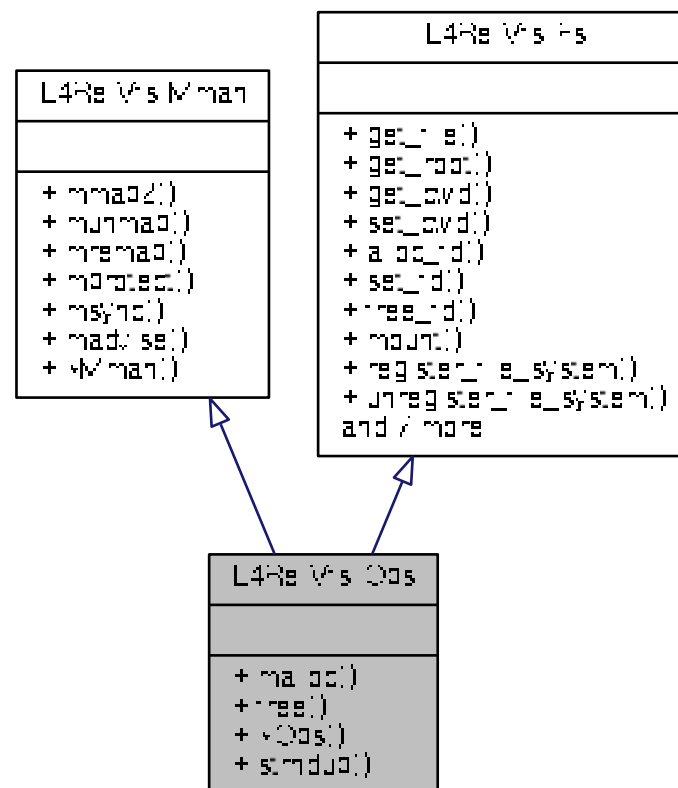 L4Re::Vfs::Fs
+ get_file()
+ get_root()
+ get_cwd()
+ set_cwd()
+ alloc_fd()
+ set_fd()
+ free_fd()
+ mount()
+ register_file_system()
+ unregister_file_system()
and 7 more...
L4Re::Vfs::Mman
+ mmap2()
+ munmap()
+ mremap()
+ mprotect()
+ msync()
+ madvise()
+ ~Mman()
L4Re::Vfs::Ops
+ malloc()
+ free()
+ ~Ops()
+ strndup()